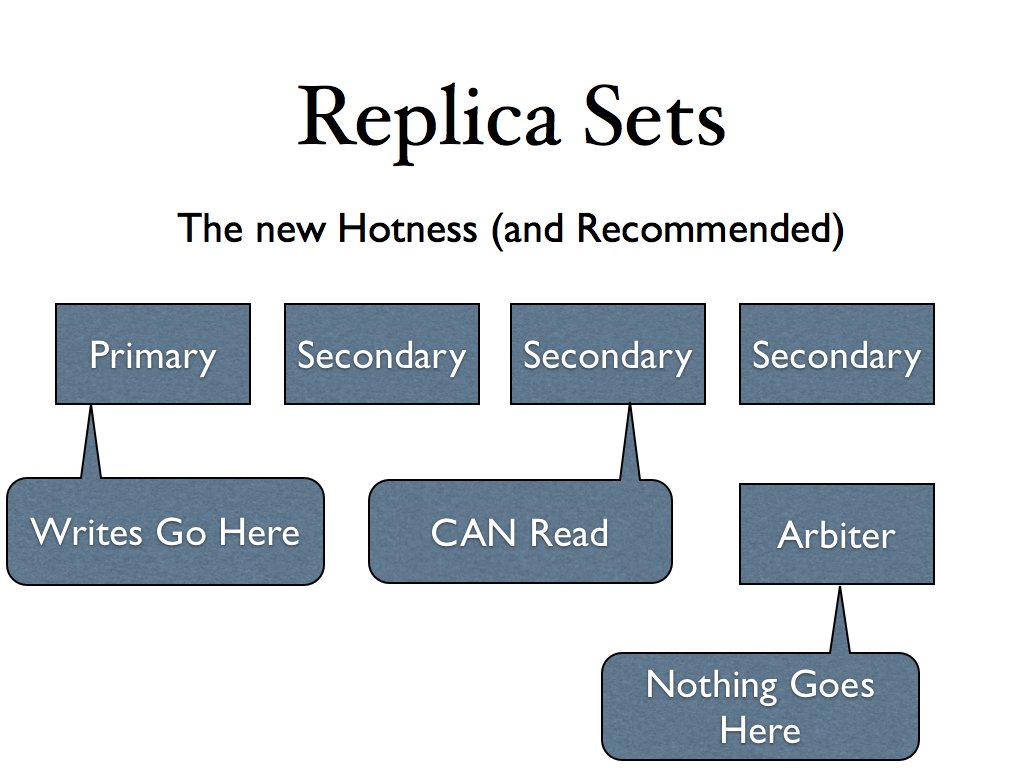 Replica Sets
The new Hotness (and Recommended)
Primary
Secondary
Secondary
Secondary
Writes Go Here
CAN Read
Arbiter
Nothing Goes
Here